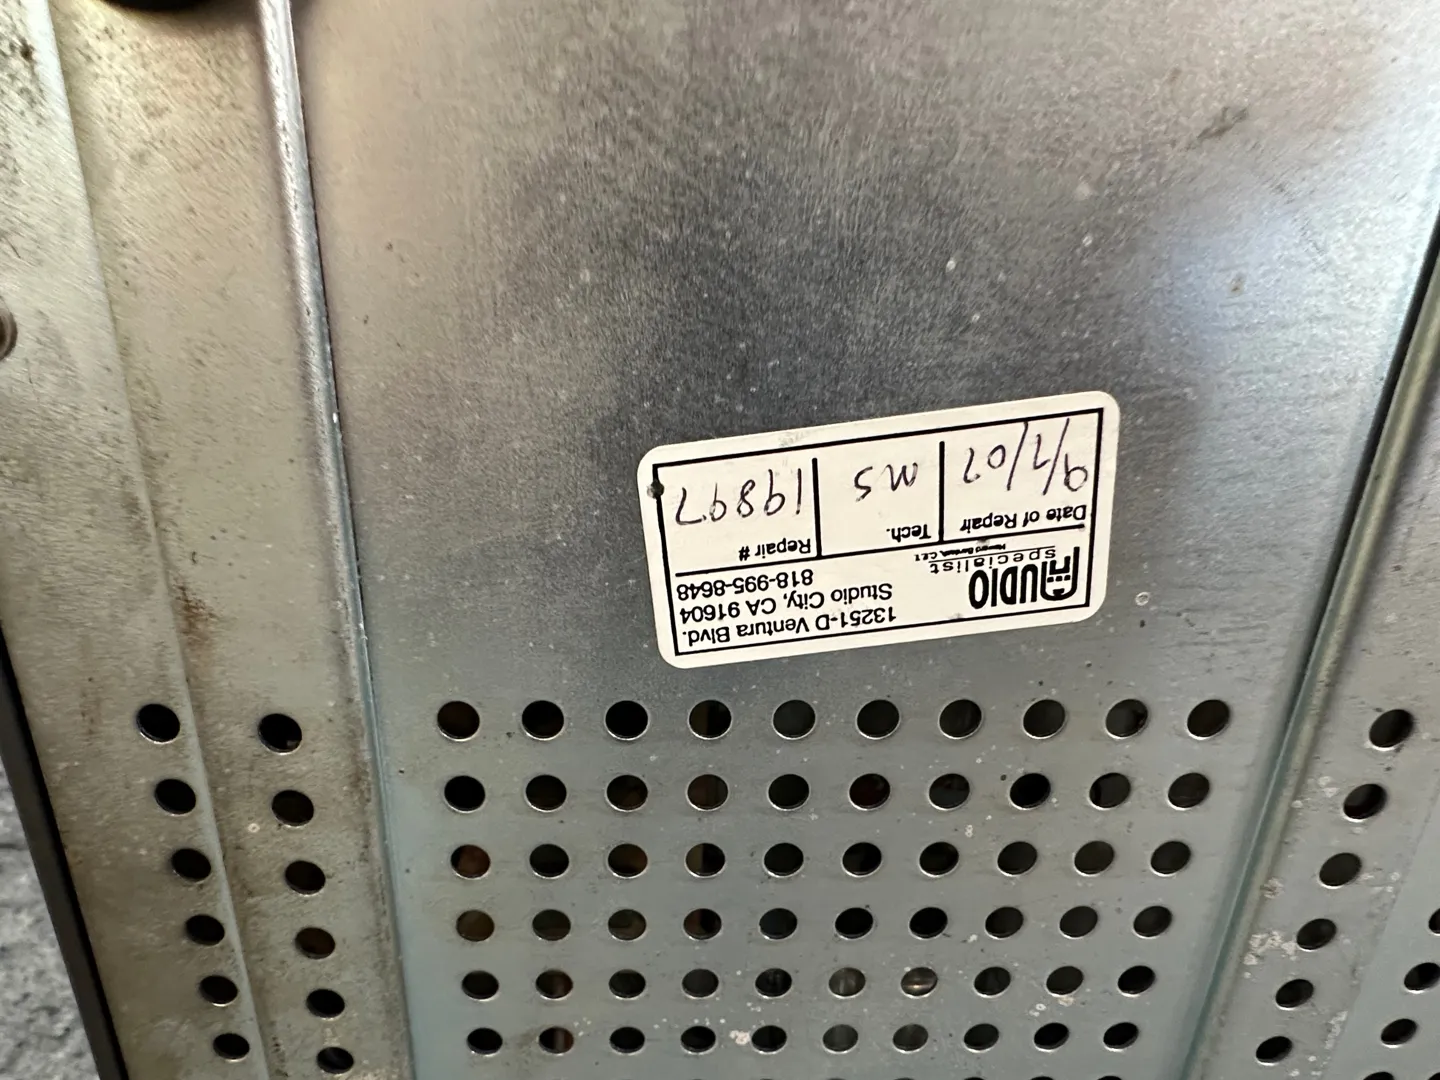 AUDIO
specialist
13251-D Ventura Blvd.
Studio City, CA 91604
818-995-8648
Date of Repair Tech. Repair #
9/7/07 MS 19897